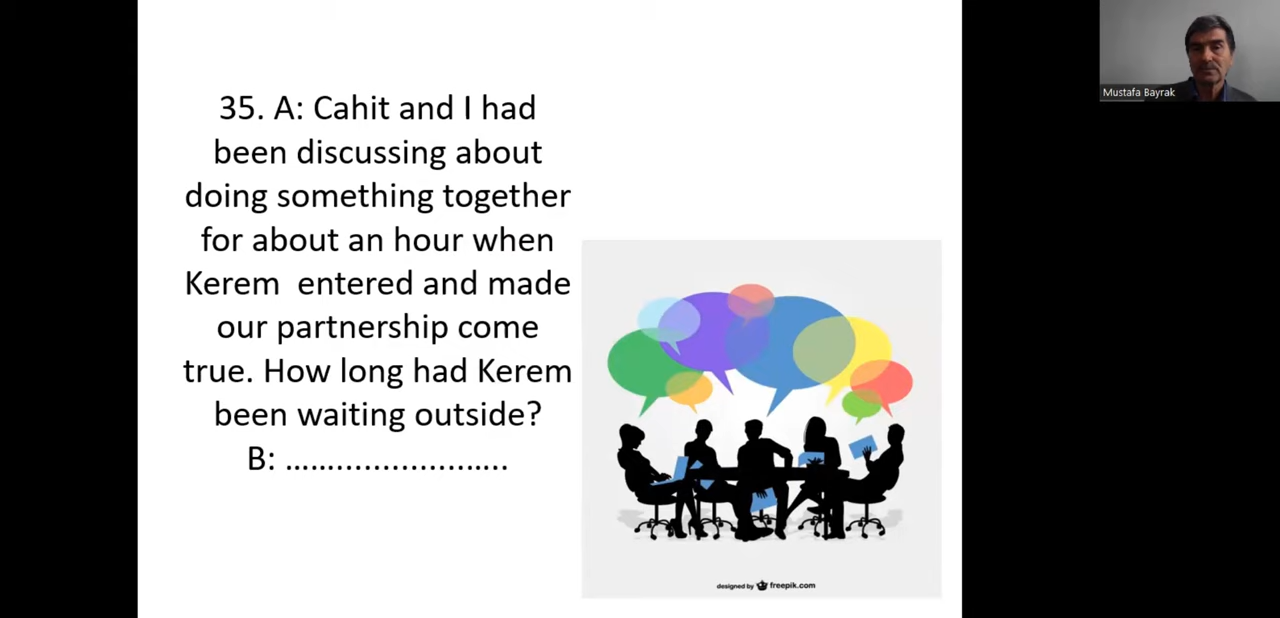 35. A: Cahit and I had
been discussing about
doing something together
for about an hour when
Kerem  entered and made
our partnership come
true. How long had Kerem
been waiting outside?
B: ........................
designed by freepik.com
Mustafa Bayrak